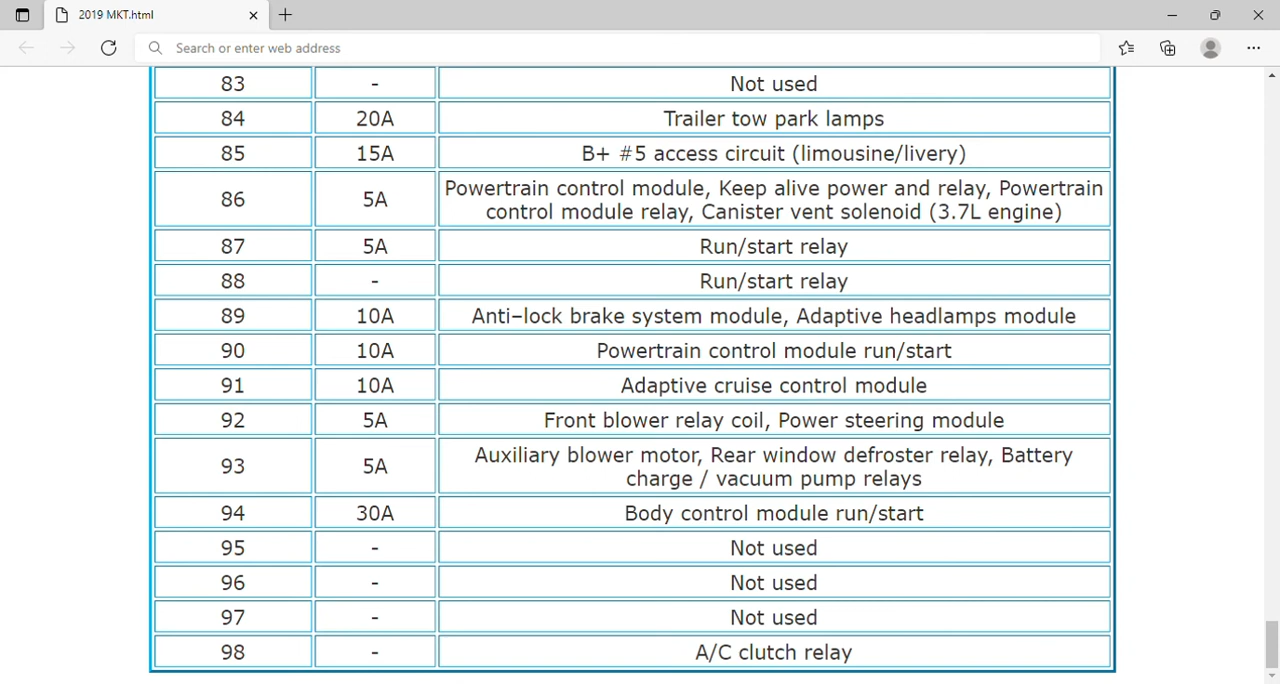 2019 MKT.html
Search or enter web address
83 - Not used
84 20A Trailer tow park lamps
85 15A B+ #5 access circuit (limousine/livery)
86 5A Powertrain control module, Keep alive power and relay, Powertrain
control module relay, Canister vent solenoid (3.7L engine)
87 5A Run/start relay
88 - Run/start relay
89 10A Anti–lock brake system module, Adaptive headlamps module
90 10A Powertrain control module run/start
91 10A Adaptive cruise control module
92 5A Front blower relay coil, Power steering module
93 5A Auxiliary blower motor, Rear window defroster relay, Battery
charge / vacuum pump relays
94 30A Body control module run/start
95 - Not used
96 - Not used
97 - Not used
98 - A/C clutch relay